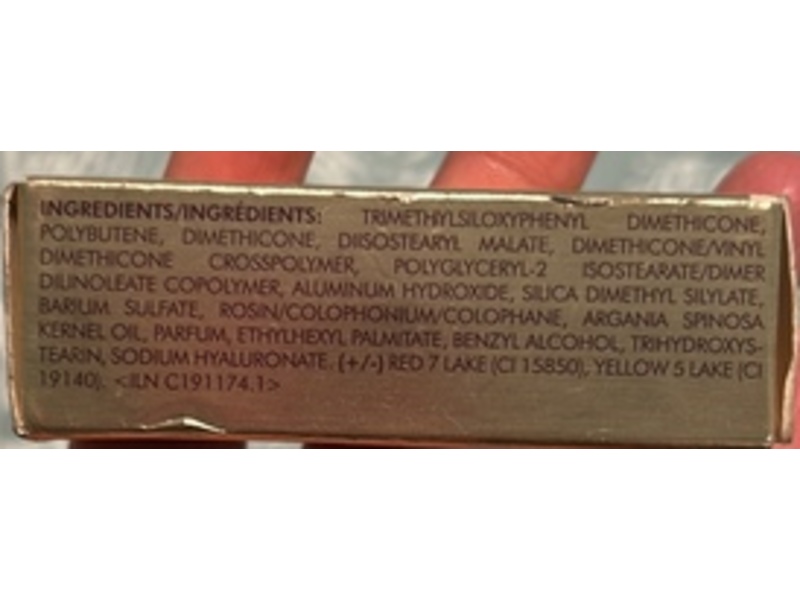 INGREDIENTS/INGRÉDIENTS: TRIMETHYLSILOXYPHENYL DIMETHICONE,
POLYBUTENE, DIMETHICONE, DIISOSTEARYL MALATE, DIMETHICONE/VINYL
DIMETHICONE CROSSPOLYMER, POLYGLYCERYL-2 ISOSTEARATE/DIMER
DILINOLEATE COPOLYMER, ALUMINUM HYDROXIDE, SILICA DIMETHYL SILYLATE,
BARIUM SULFATE, ROSIN/COLOPHONIUM/COLOPHANE, ARGANIA SPINOSA
KERNEL OIL, PARFUM, ETHYLHEXYL PALMITATE, BENZYL ALCOHOL, TRIHYDROXYS-
TEARIN, SODIUM HYALURONATE. (+/-) RED 7 LAKE (CI 15850), YELLOW 5 LAKE (CI
19140). <ILN C191174.1>